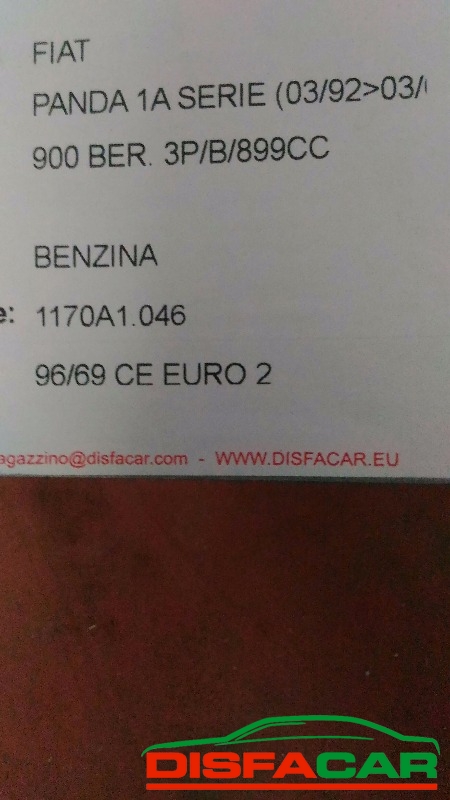 FIAT
PANDA 1A SERIE (03/92>03/
900 BER. 3P/B/899CC
BENZINA
e: 1170A1.046
96/69 CE EURO 2
agazzino@disfacar.com - WWW.DISFACAR.EU
DISFACAR